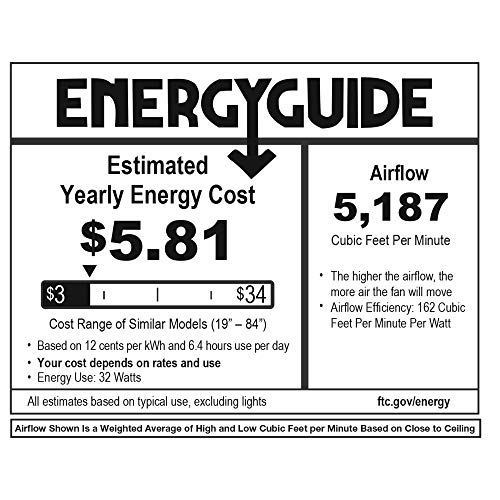 ENERGYGUIDE
Estimated
Yearly Energy Cost
$5.81
$3
$34
Cost Range of Similar Models (19” – 84”)
• Based on 12 cents per kWh and 6.4 hours use per day
• Your cost depends on rates and use
• Energy Use: 32 Watts
Airflow
5,187
Cubic Feet Per Minute
• The higher the airflow, the
more air the fan will move
• Airflow Efficiency: 162 Cubic
Feet Per Minute Per Watt
All estimates based on typical use, excluding lights
ftc.gov/energy
Airflow Shown Is a Weighted Average of High and Low Cubic Feet per Minute Based on Close to Ceiling